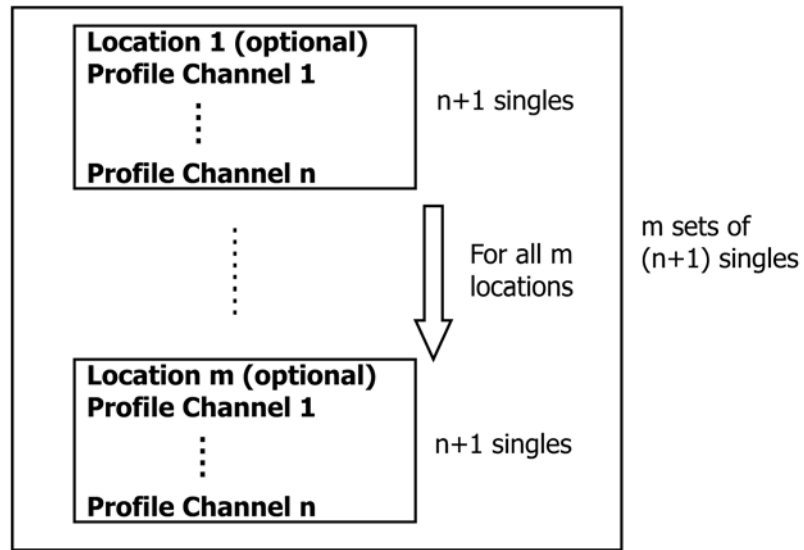 Location 1 (optional)
Profile Channel 1
Profile Channel n
n+1 singles
For all m
locations
m sets of
(n+1) singles
Location m (optional)
Profile Channel 1
Profile Channel n
n+1 singles